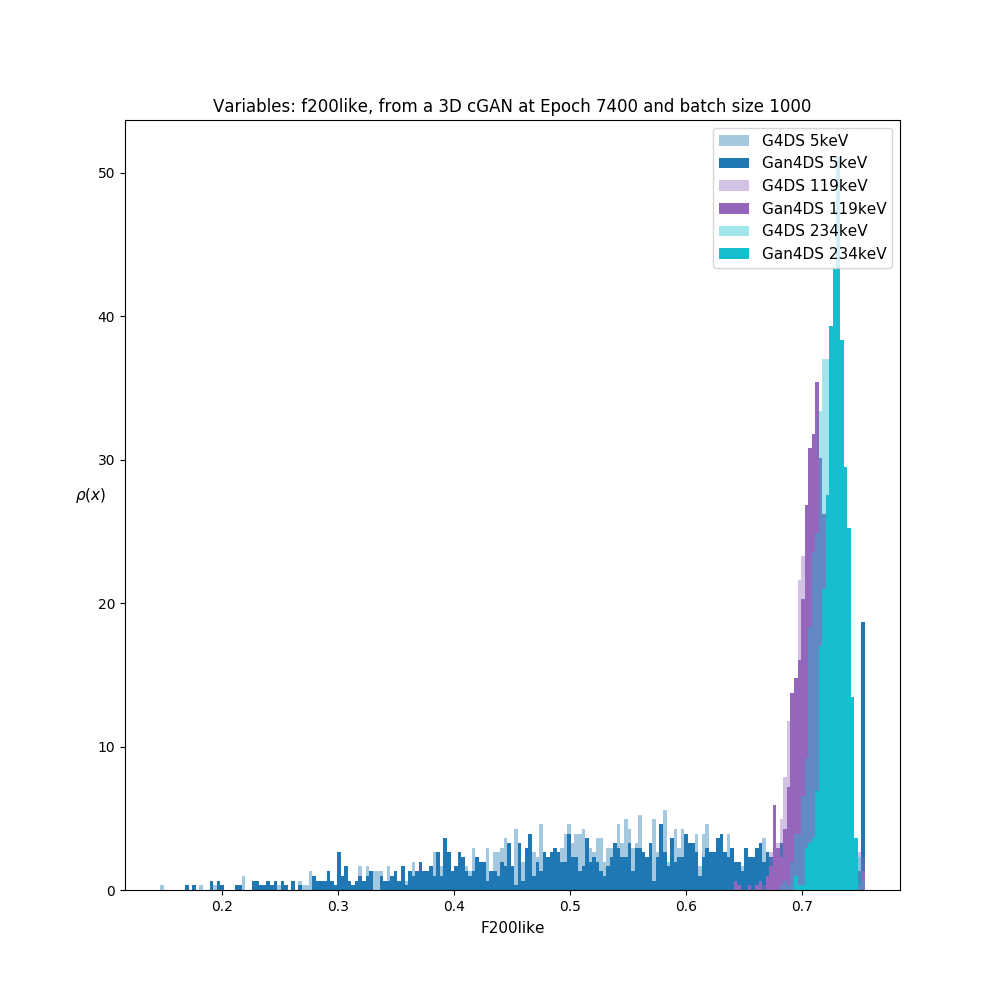 Variables: f200like, from a 3D cGAN at Epoch 7400 and batch size 1000
G4DS 5keV
Gan4DS 5keV
G4DS 119keV
Gan4DS 119keV
G4DS 234keV
Gan4DS 234keV
50
40
30
ρ(x)
20
10
0
0.2 0.3 0.4 0.5 0.6 0.7
F200like